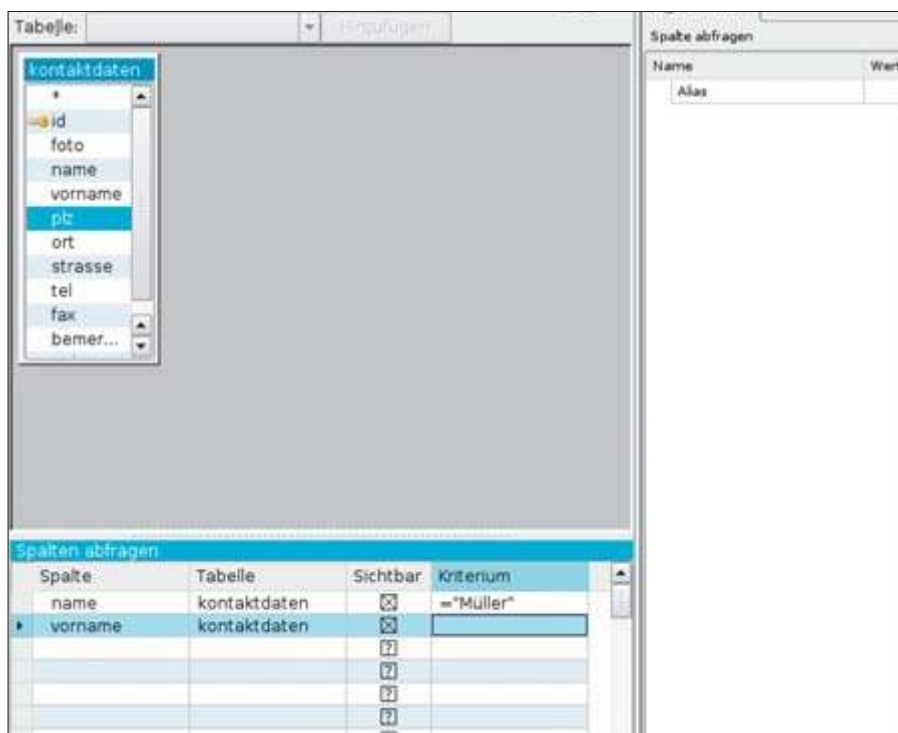 Tabelle:
Hinzufügen
Spalte abfragen
Name Wert
Alias
kontaktdaten
*
id
foto
name
vorname
plz
ort
strasse
tel
fax
bemer...
Spalten abfragen
Spalte Tabelle Sichtbar Kriterium
name kontaktdaten ="Müller"
vorname kontaktdaten
?
?
?
?